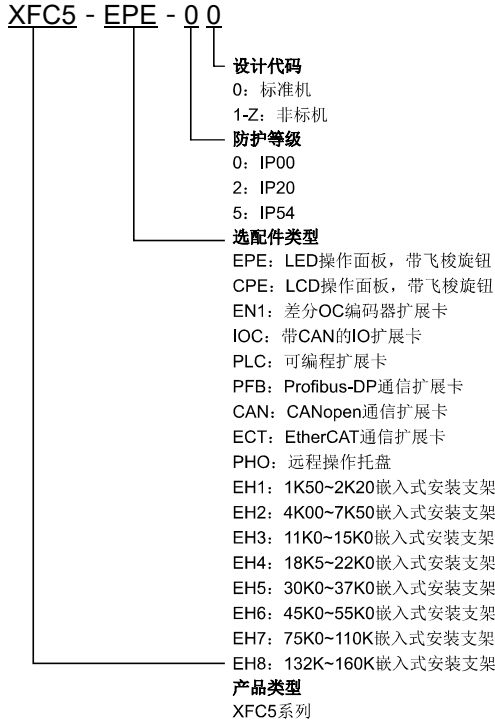 XFC5 - EPE - 0 0
设计代码
0：标准机
1-Z：非标机
防护等级
0：IP00
2：IP20
5：IP54
选配件类型
EPE：LED操作面板，带飞梭旋钮
CPE：LCD操作面板，带飞梭旋钮
EN1：差分OC编码器扩展卡
IOC：带CAN的IO扩展卡
PLC：可编程扩展卡
PFB：Profibus-DP通信扩展卡
CAN：CANopen通信扩展卡
ECT：EtherCAT通信扩展卡
PHO：远程操作托盘
EH1：1K50~2K20嵌入式安装支架
EH2：4K00~7K50嵌入式安装支架
EH3：11K0~15K0嵌入式安装支架
EH4：18K5~22K0嵌入式安装支架
EH5：30K0~37K0嵌入式安装支架
EH6：45K0~55K0嵌入式安装支架
EH7：75K0~110K嵌入式安装支架
EH8：132K~160K嵌入式安装支架
产品类型
XFC5系列